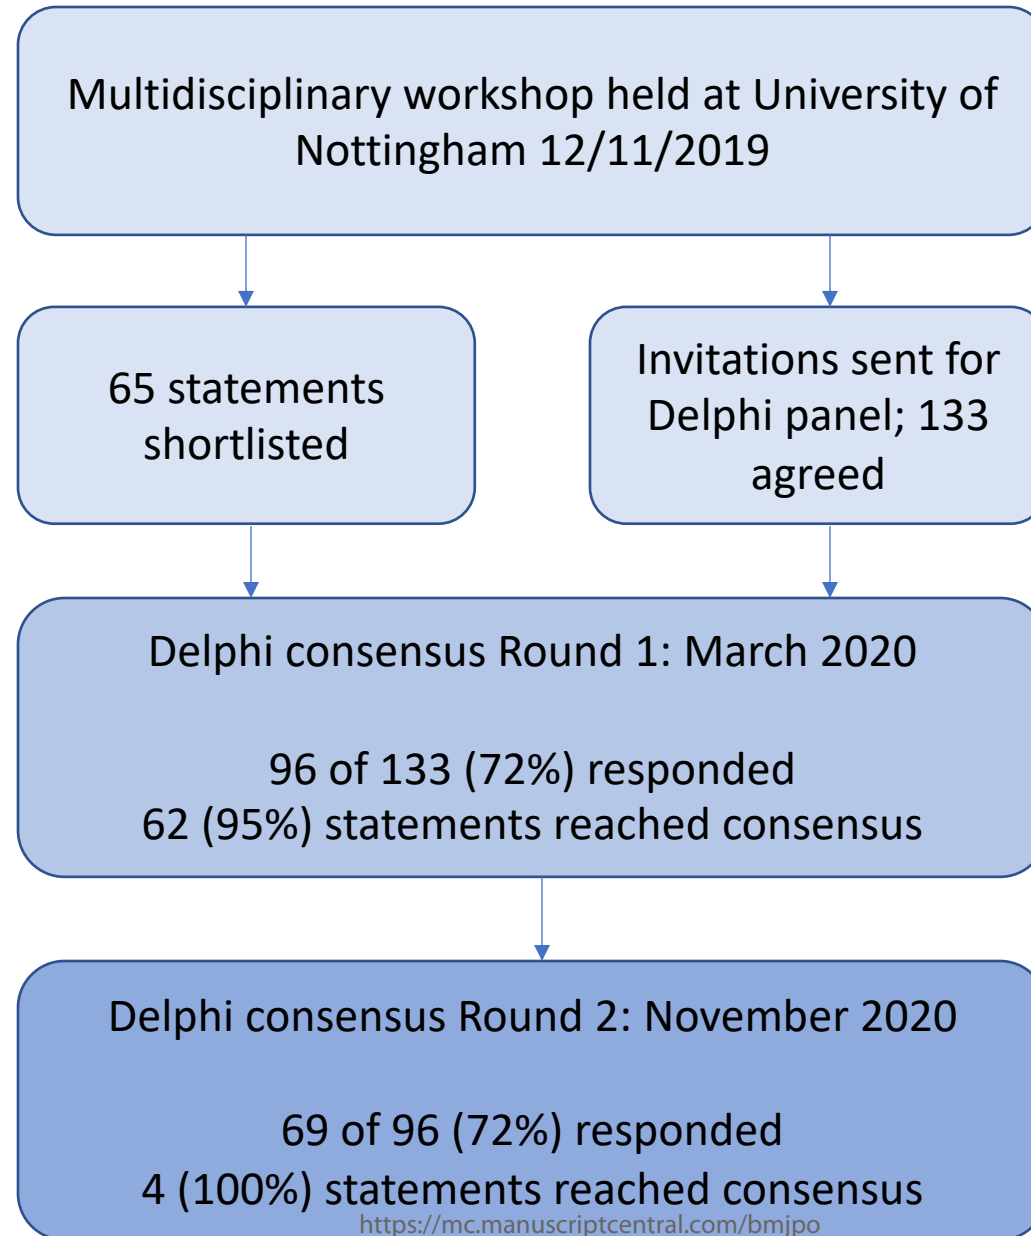 Multidisciplinary workshop held at University of
Nottingham 12/11/2019
65 statements
shortlisted
Invitations sent for
Delphi panel; 133
agreed
Delphi consensus Round 1: March 2020
96 of 133 (72%) responded
62 (95%) statements reached consensus
Delphi consensus Round 2: November 2020
69 of 96 (72%) responded
4 (100%) statements reached consensus
https://mc.manuscriptcentral.com/bmjpo